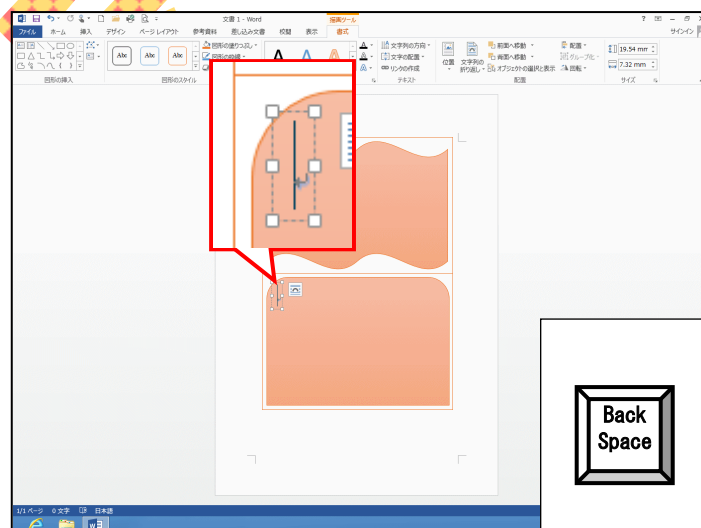 文書 1 - Word
描画ツール
ファイル ホーム 挿入 デザイン ページ レイアウト 参考資料 差し込み文書 校閲 表示 書式 サインイン
Abc Abc Abc
図形の塗りつぶし
図形の枠線
A A A
A
A
A
文字列の方向
文字の配置
リンクの作成
位置
文字列の
折り返し
前面へ移動
背面へ移動
オブジェクトの選択と表示
配置
グループ化
回転
19.54 mm
7.32 mm
図形の挿入 図形のスタイル テキスト 配置 サイズ
Back
Space
1/1 ページ 0 文字 日本語